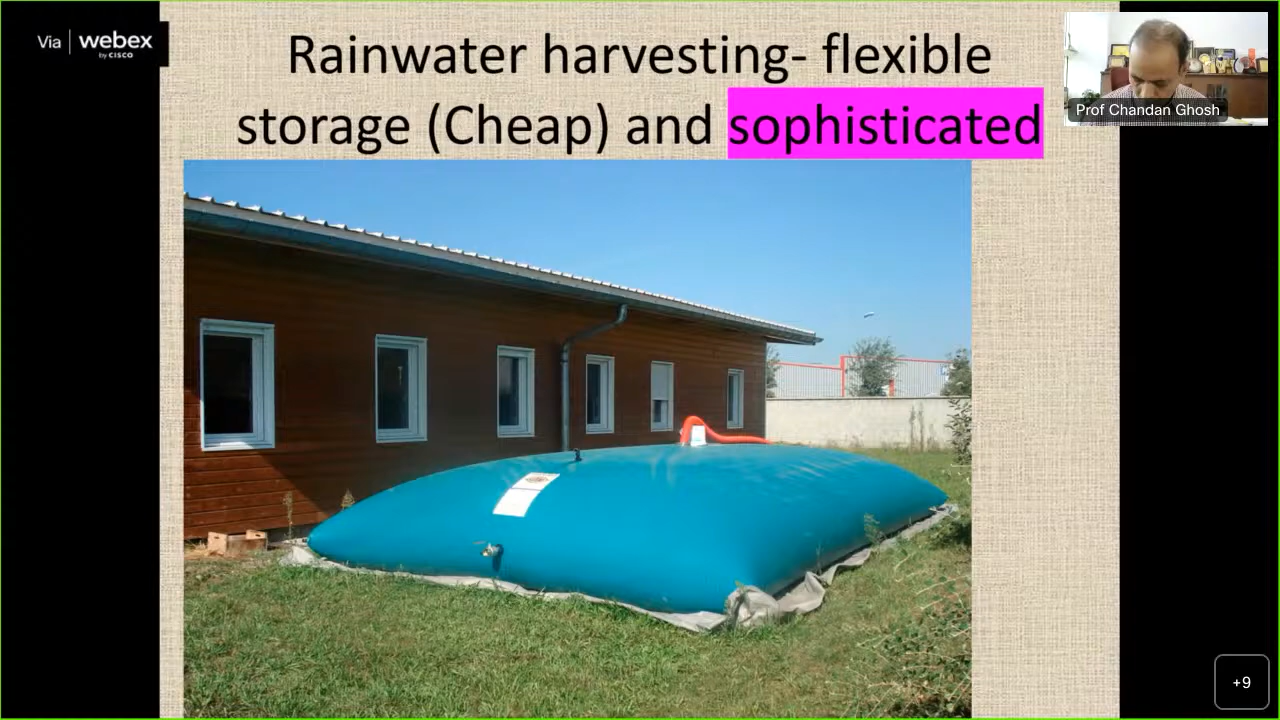 Via webex
by CISCO
Rainwater harvesting- flexible
storage (Cheap) and sophisticated
Prof Chandan Ghosh
+9